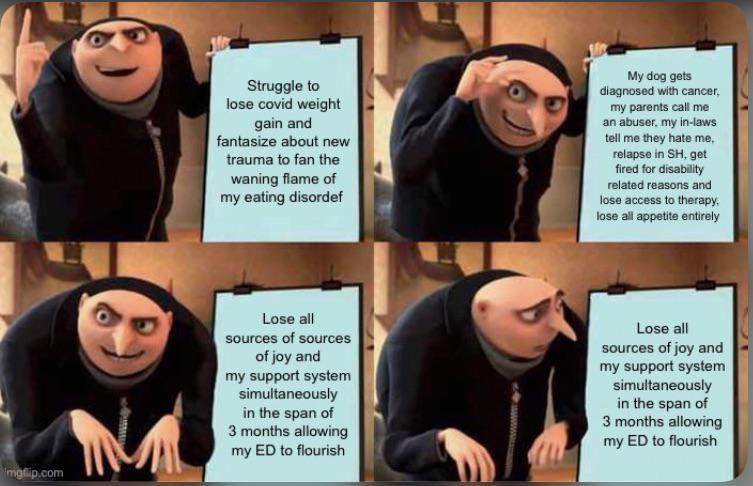 Struggle to
lose covid weight
gain and
fantasize about new
trauma to fan the
waning flame of
my eating disordef
My dog gets
diagnosed with cancer,
my parents call me
an abuser, my in-laws
tell me they hate me,
relapse in SH, get
fired for disability
related reasons and
lose access to therapy,
lose all appetite entirely
Lose all
sources of sources
of joy and
my support system
simultaneously
in the span of
3 months allowing
my ED to flourish
Lose all
sources of joy and
my support system
simultaneously
in the span of
3 months allowing
my ED to flourish
imgflip.com